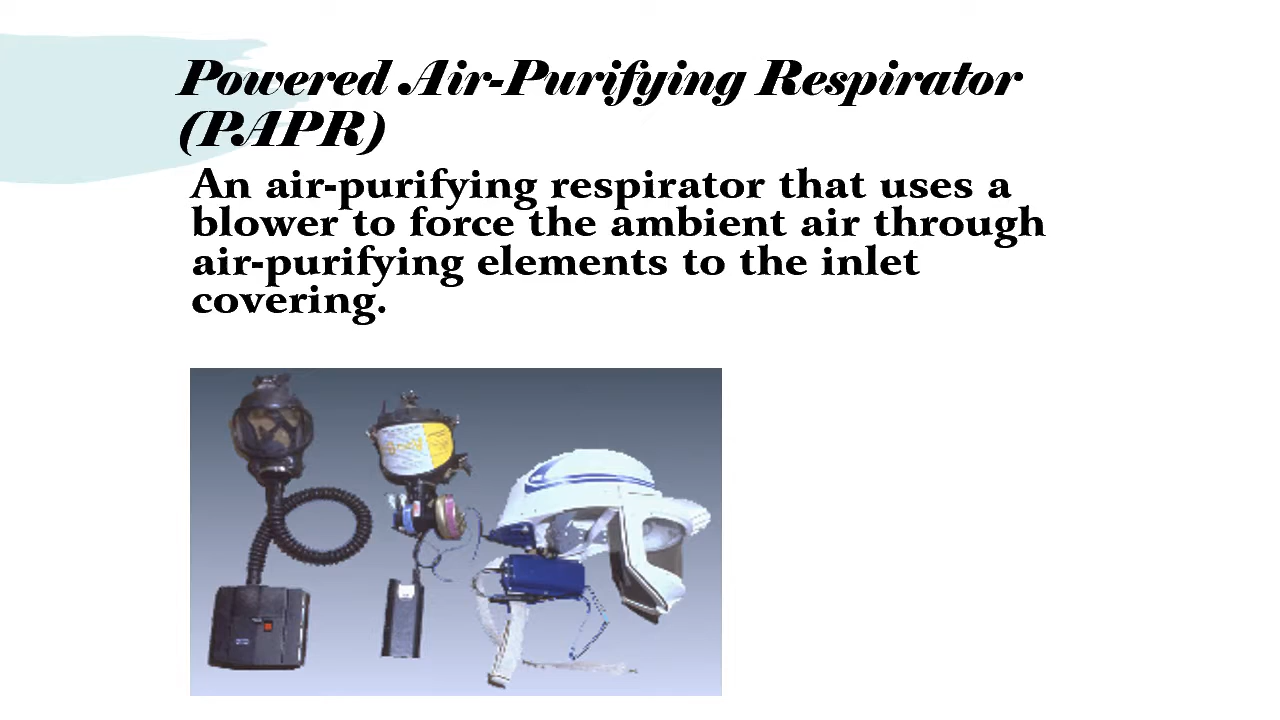 Powered Air-Purifying Respirator
(PAPR)
An air-purifying respirator that uses a
blower to force the ambient air through
air-purifying elements to the inlet
covering.